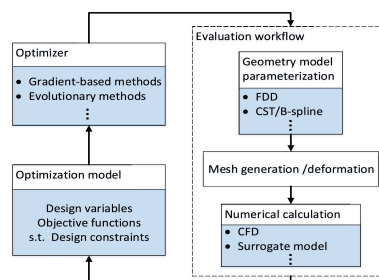 Optimizer
• Gradient-based methods
• Evolutionary methods
⋮
Optimization model
Design variables
Objective functions
s.t. Design constraints
Evaluation workflow
Geometry model
parameterization
• FDD
• CST/B-spline
⋮
Mesh generation /deformation
Numerical calculation
• CFD
• Surrogate model
⋮